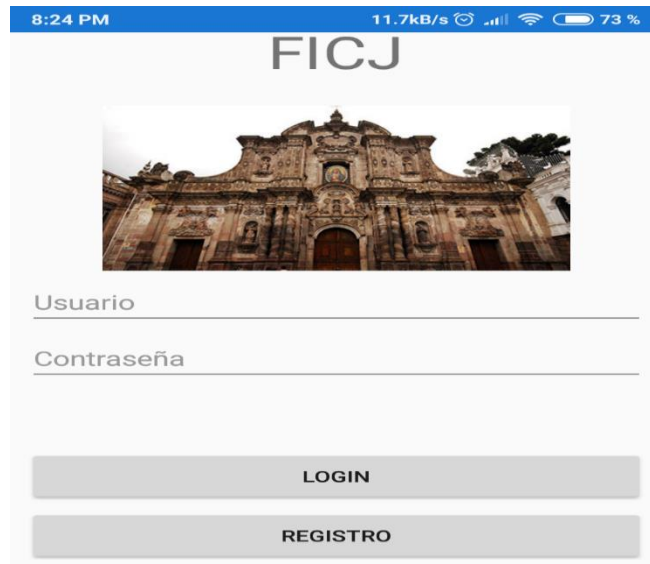 8:24 PM 11.7kB/s 73 %
FICJ
Usuario
Contraseña
LOGIN
REGISTRO